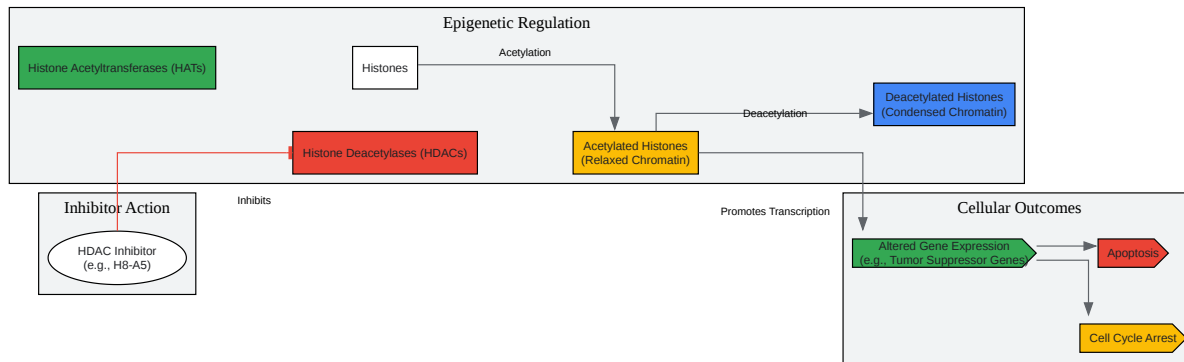 Epigenetic Regulation
Histone Acetyltransferases (HATs)
Histones
Acetylation
Deacetylated Histones
(Condensed Chromatin)
Deacetylation
Histone Deacetylases (HDACs)
Acetylated Histones
(Relaxed Chromatin)
Inhibitor Action
Inhibits
HDAC Inhibitor
(e.g., H8-A5)
Promotes Transcription
Cellular Outcomes
Altered Gene Expression
(e.g., Tumor Suppressor Genes)
Apoptosis
Cell Cycle Arrest